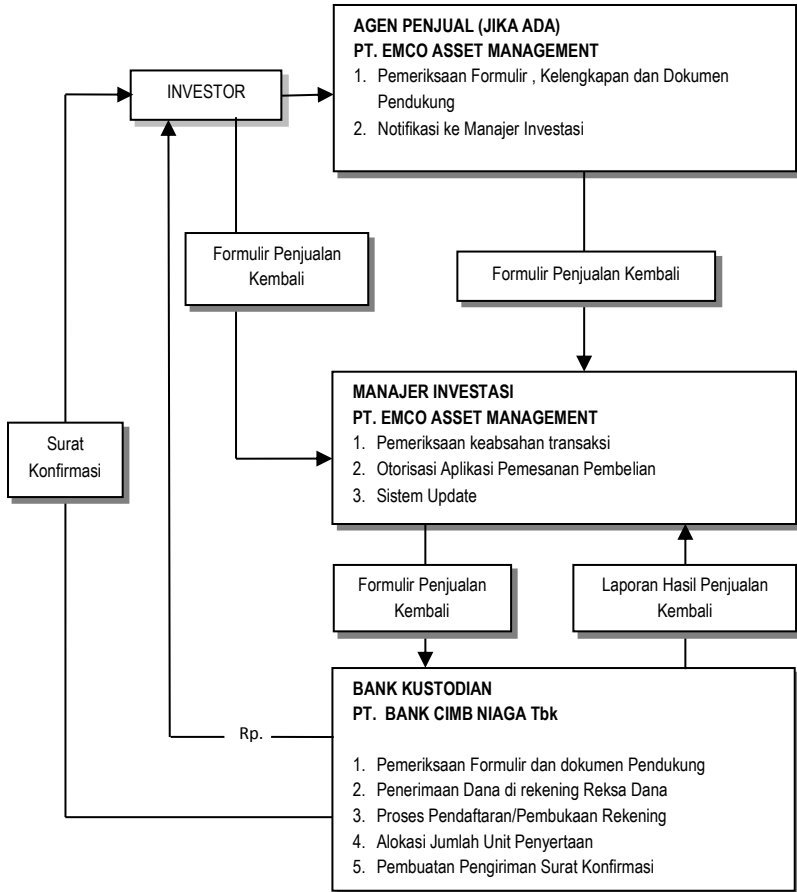 AGEN PENJUAL (JIKA ADA)
PT. EMCO ASSET MANAGEMENT
1. Pemeriksaan Formulir , Kelengkapan dan Dokumen
Pendukung
2. Notifikasi ke Manajer Investasi
INVESTOR
Formulir Penjualan
Kembali
Formulir Penjualan Kembali
MANAJER INVESTASI
PT. EMCO ASSET MANAGEMENT
1. Pemeriksaan keabsahan transaksi
2. Otorisasi Aplikasi Pemesanan Pembelian
3. Sistem Update
Surat
Konfirmasi
Formulir Penjualan
Kembali
Laporan Hasil Penjualan
Kembali
BANK KUSTODIAN
PT. BANK CIMB NIAGA Tbk
Rp.
1. Pemeriksaan Formulir dan dokumen Pendukung
2. Penerimaan Dana di rekening Reksa Dana
3. Proses Pendaftaran/Pembukaan Rekening
4. Alokasi Jumlah Unit Penyertaan
5. Pembuatan Pengiriman Surat Konfirmasi